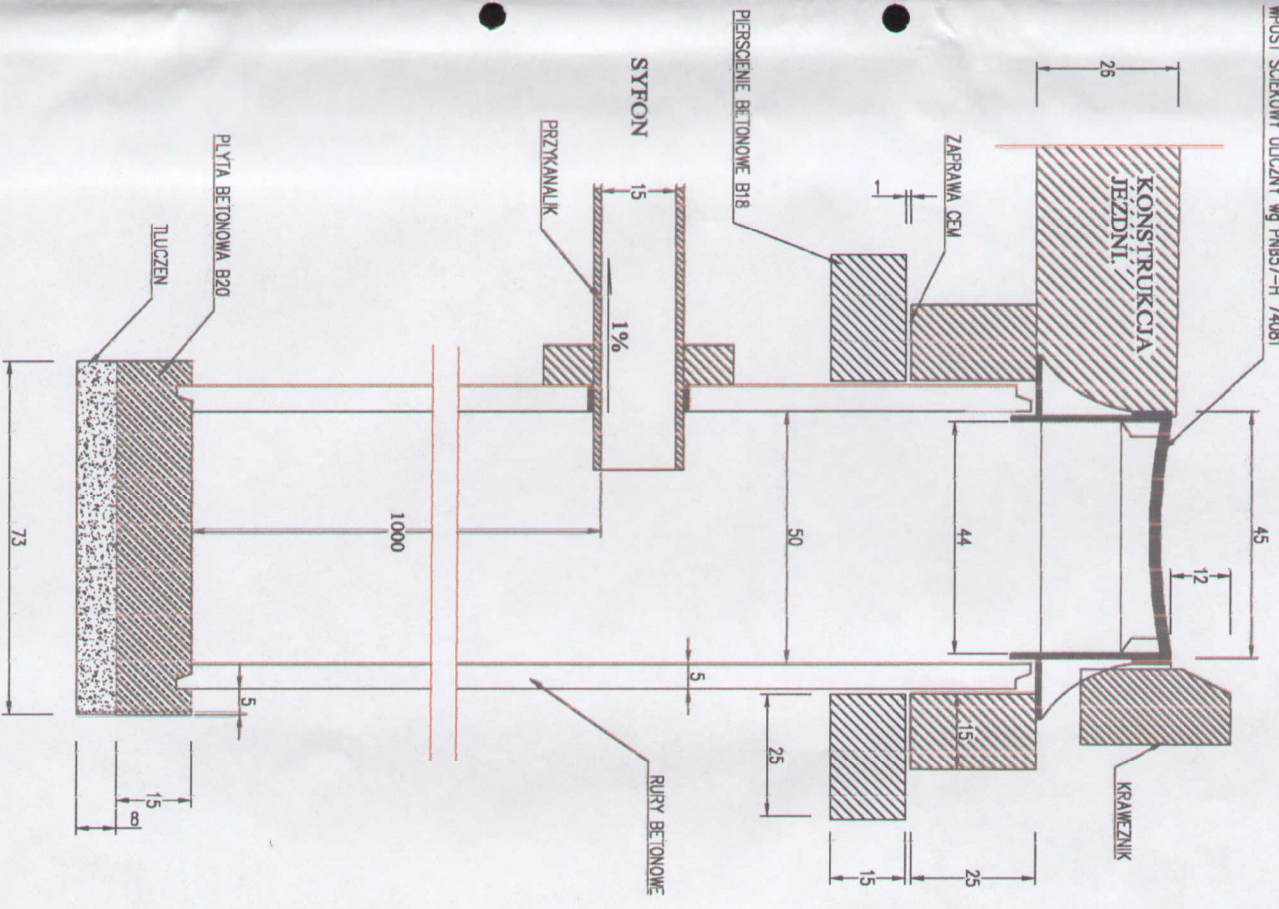 WPUST ŚCIEKOWY ULICZNY wg PN857-H 74081
26
KONSTRUKCJA
JEZDNI
45
12
KRAWEZNIK
44
ZAPRAWA CEM
1
PIERSCIENIE BETONOWE B18
15
25
25
15
50
5
RURY BETONOWE
SYFON
PRZYKANALIK
15
1%
1000
PLYTA BETONOWA B20
TLUCZEN
5
15
8
73